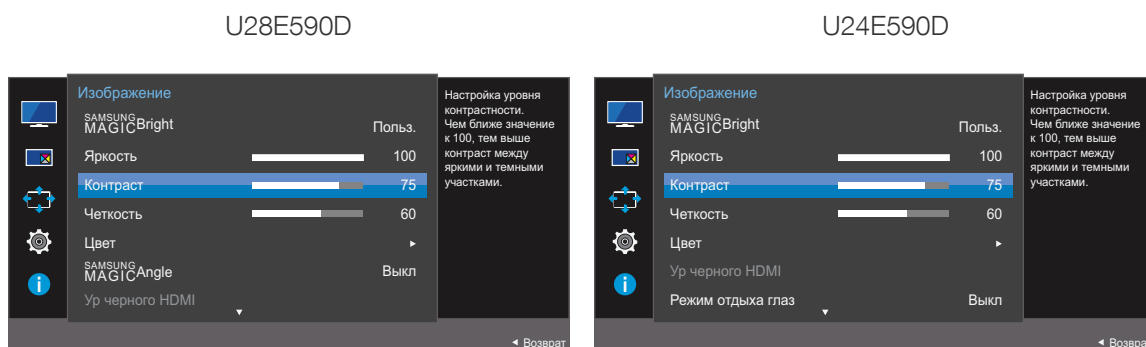 U28E590D
Изображение
SAMSUNG
MAGICBright Польз.
Яркость 100
Контраст 75
Четкость 60
Цвет
SAMSUNG
MAGICAngle Выкл
Ур черного HDMI
Настройка уровня
контрастности.
Чем ближе значение
к 100, тем выше
контраст между
яркими и темными
участками.
Возврат
U24E590D
Изображение
SAMSUNG
MAGICBright Польз.
Яркость 100
Контраст 75
Четкость 60
Цвет
Ур черного HDMI
Режим отдыха глаз Выкл
Настройка уровня
контрастности.
Чем ближе значение
к 100, тем выше
контраст между
яркими и темными
участками.
Возвра